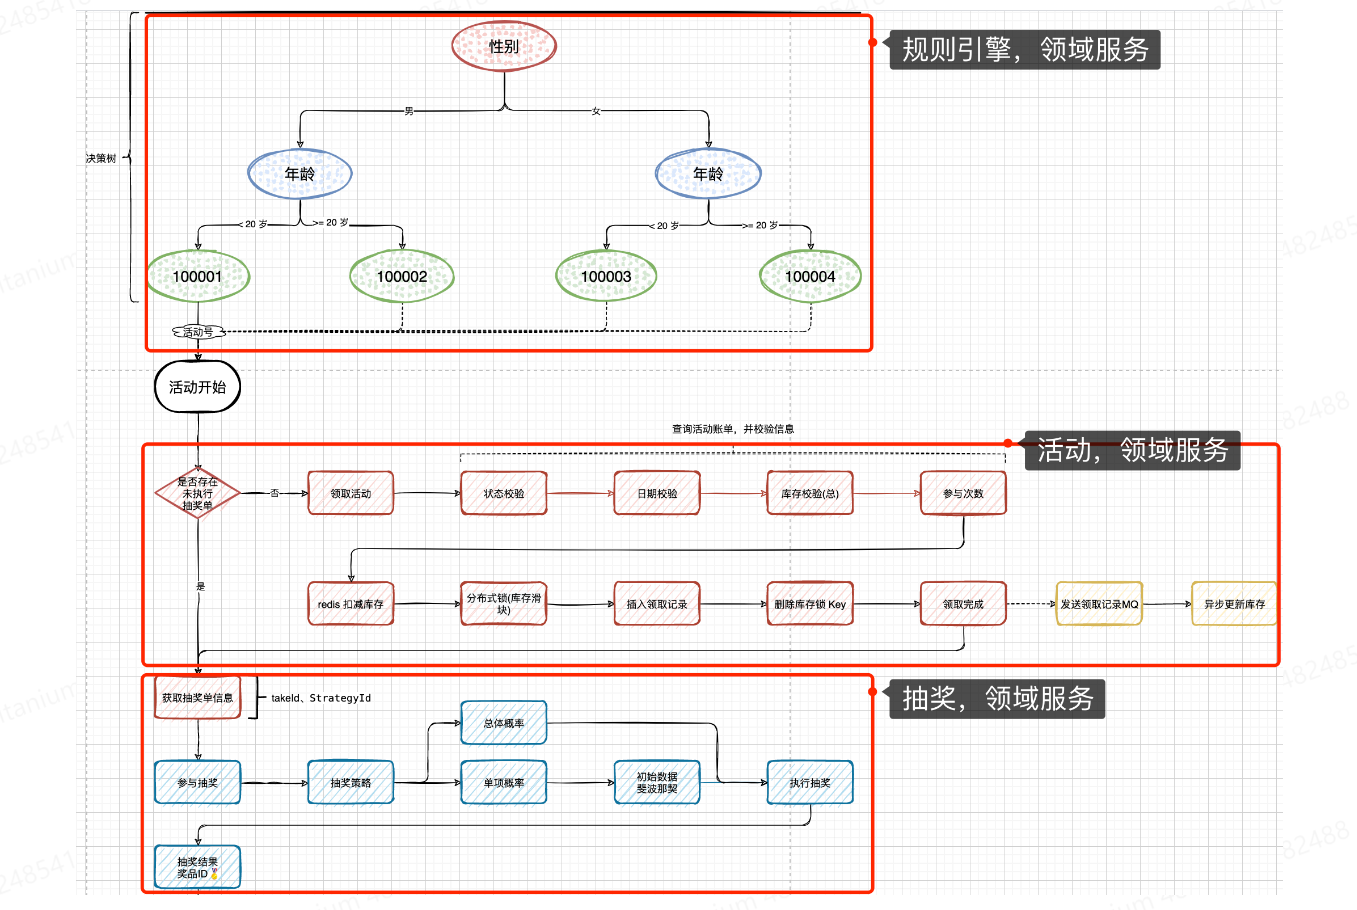 性别
规则引擎，领域服务
男
女
决策树
年龄
年龄
< 20 岁
>= 20 岁
< 20 岁
>= 20 岁
100001
100002
100003
100004
活动号
活动开始
查询活动账单，并校验信息
活动，领域服务
是否存在
未执行
抽奖单
否
领取活动
状态校验
日期校验
库存校验(总)
参与次数
是
redis 扣减库存
分布式锁(库存滑
块)
插入领取记录
删除库存锁 Key
领取完成
发送领取记录MQ
异步更新库存
获取抽奖单信息
takeId、StrategyId
抽奖，领域服务
总体概率
参与抽奖
抽奖策略
单项概率
初始数据
斐波那契
执行抽奖
抽奖结果
奖品ID🏅